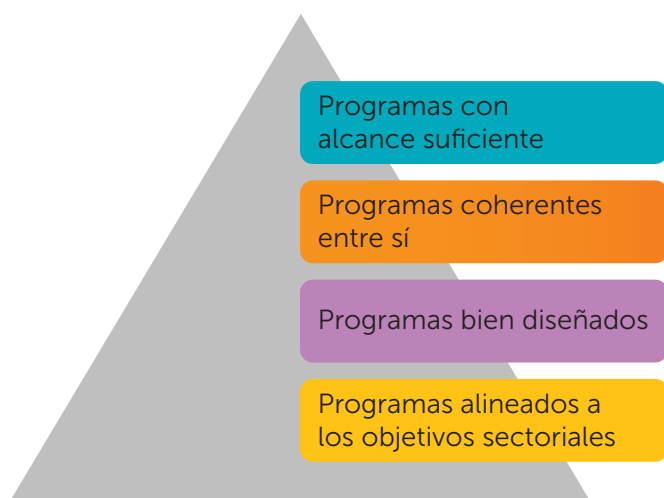 Programas con
alcance suficiente
Programas coherentes
entre sí
Programas bien diseñados
Programas alineados a
los objetivos sectoriales